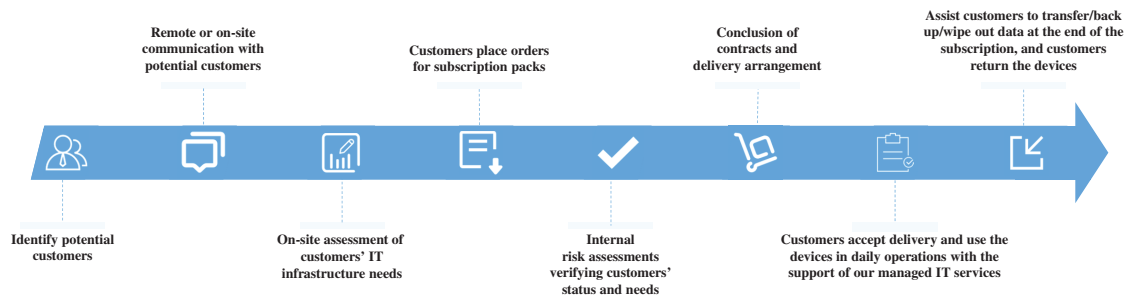 Identify potential
customers
Remote or on-site
communication with
potential customers
On-site assessment of
customers' IT
infrastructure needs
Customers place orders
for subscription packs
Internal
risk assessments
verifying customers'
status and needs
Conclusion of
contracts and
delivery arrangement
Customers accept delivery and use the
devices in daily operations with the
support of our managed IT services
Assist customers to transfer/back
up/wipe out data at the end of the
subscription, and customers
return the devices